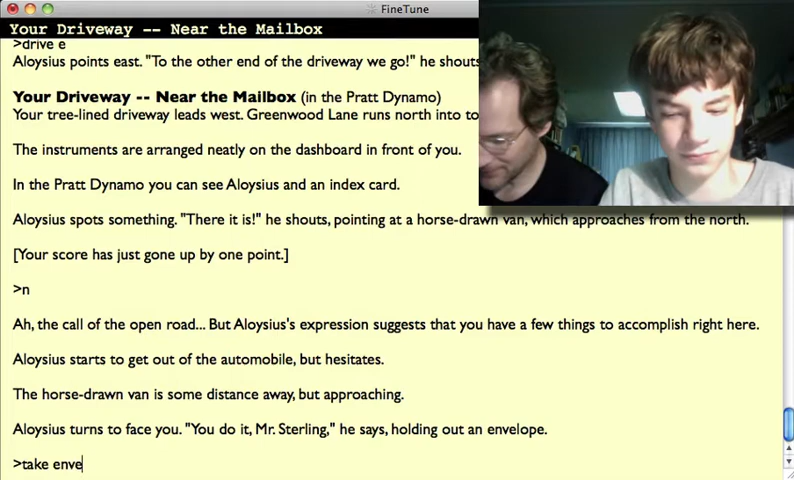 FineTune
Your Driveway -- Near the Mailbox
>drive e
Aloysius points east. "To the other end of the driveway we go!" he shouts
Your Driveway -- Near the Mailbox (in the Pratt Dynamo)
Your tree-lined driveway leads west. Greenwood Lane runs north into to
The instruments are arranged neatly on the dashboard in front of you.
In the Pratt Dynamo you can see Aloysius and an index card.
Aloysius spots something. "There it is!" he shouts, pointing at a horse-drawn van, which approaches from the north.
[Your score has just gone up by one point.]
>n
Ah, the call of the open road... But Aloysius's expression suggests that you have a few things to accomplish right here.
Aloysius starts to get out of the automobile, but hesitates.
The horse-drawn van is some distance away, but approaching.
Aloysius turns to face you. "You do it, Mr. Sterling," he says, holding out an envelope.
>take enve